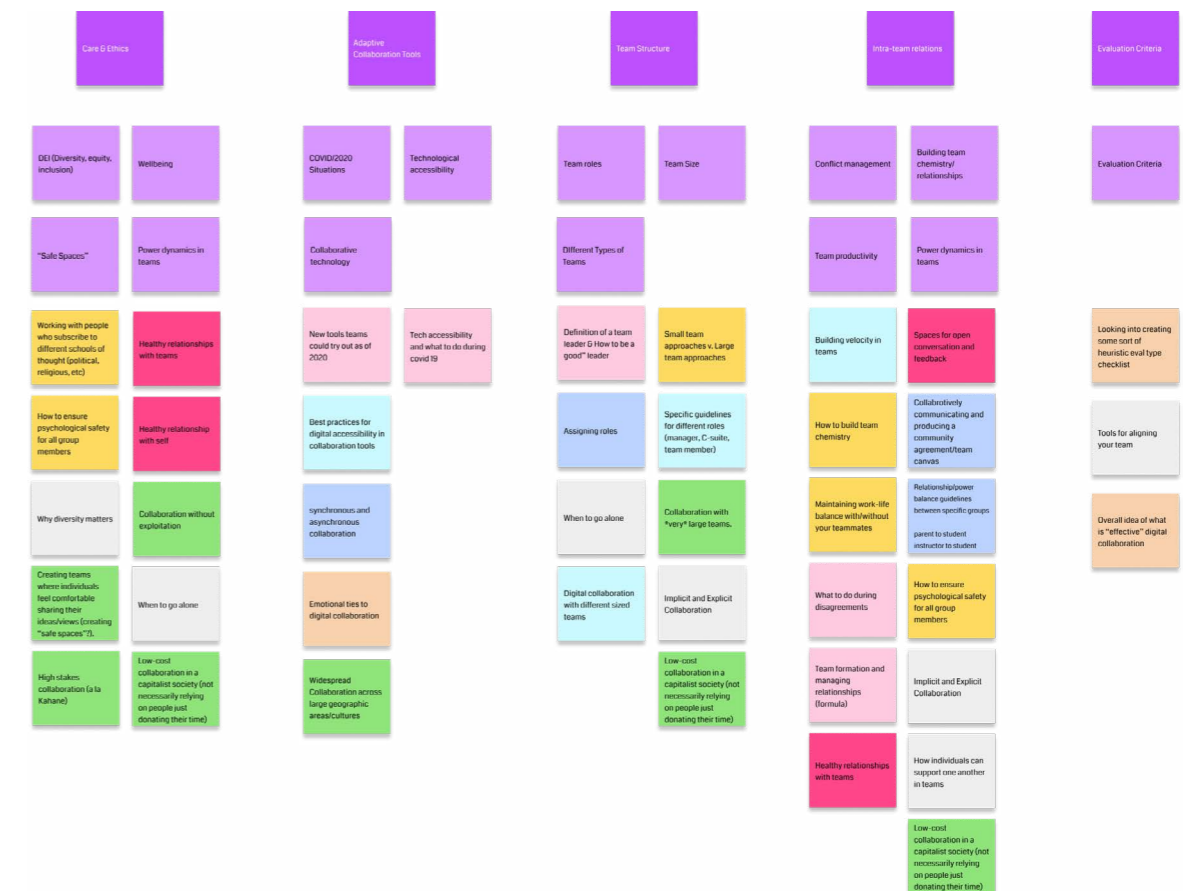 Care & Ethics
Adaptive
Collaboration Tools
Team Structure
Intra-team relations
Evaluation Criteria
DEI (Diversity, equity,
inclusion)
Wellbeing
COVID/2020
Situations
Technological
accessibility
Team roles
Team Size
Conflict management
Building team
chemistry/
relationships
Evaluation Criteria
"Safe Spaces"
Power dynamics in
teams
Collaborative
technology
Different Types of
Teams
Team productivity
Power dynamics in
teams
Working with people
who subscribe to
different schools of
thought (political,
religious, etc)
Healthy relationships
with teams
New tools teams
could try out as of
2020
Tech accessibility
and what to do during
covid 19
Definition of a team
leader & How to be a
good" leader
Small team
approaches v. Large
team approaches
Building velocity in
teams
Spaces for open
conversation and
feedback
Looking into creating
some sort of
heuristic eval type
checklist
How to ensure
psychological safety
for all group
members
Healthy relationship
with self
Best practices for
digital accessibility in
collaboration tools
Assigning roles
Specific guidelines
for different roles
(manager, C-suite,
team member)
How to build team
chemistry
Collabrotively
communicating and
producing a
community
agreement/team
canvas
Tools for aligning
your team
Why diversity matters
Collaboration without
exploitation
synchronous and
asynchronous
collaboration
When to go alone
Collaboration with
*very* large teams.
Maintaining work-life
balance with/without
your teammates
Relationship/power
balance guidelines
between specific groups
parent to student
instructor to student
Overall idea of what
is "effective" digital
collaboration
Creating teams
where individuals
feel comfortable
sharing their
ideas/views (creating
"safe spaces"?).
When to go alone
Emotional ties to
digital collaboration
Digital collaboration
with different sized
teams
Implicit and Explicit
Collaboration
What to do during
disagreements
How to ensure
psychological safety
for all group
members
High stakes
collaboration (a la
Kahane)
Low-cost
collaboration in a
capitalist society (not
necessarily relying
on people just
donating their time)
Widespread
Collaboration across
large geographic
areas/cultures
Low-cost
collaboration in a
capitalist society (not
necessarily relying
on people just
donating their time)
Team formation and
managing
relationships
(formula)
Implicit and Explicit
Collaboration
Healthy relationships
with teams
How individuals can
support one another
in teams
Low-cost
collaboration in a
capitalist society (not
necessarily relying
on people just
donating their time)